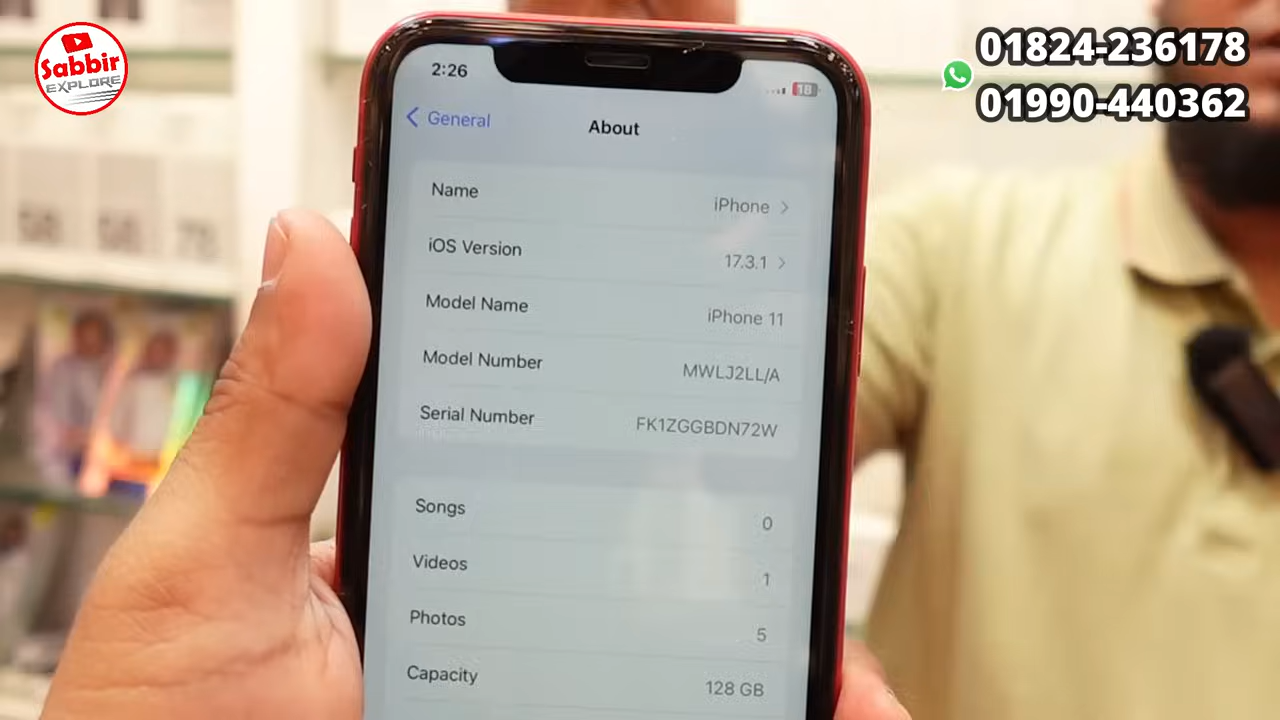 Sabbir
EXPLORE
01824-236178
01990-440362
2:26
18
General
About
Name
iPhone
iOS Version
17.3.1
Model Name
iPhone 11
Model Number
MWLJ2LL/A
Serial Number
FK1ZGGBDN72W
Songs
0
Videos
1
Photos
5
Capacity
128 GB